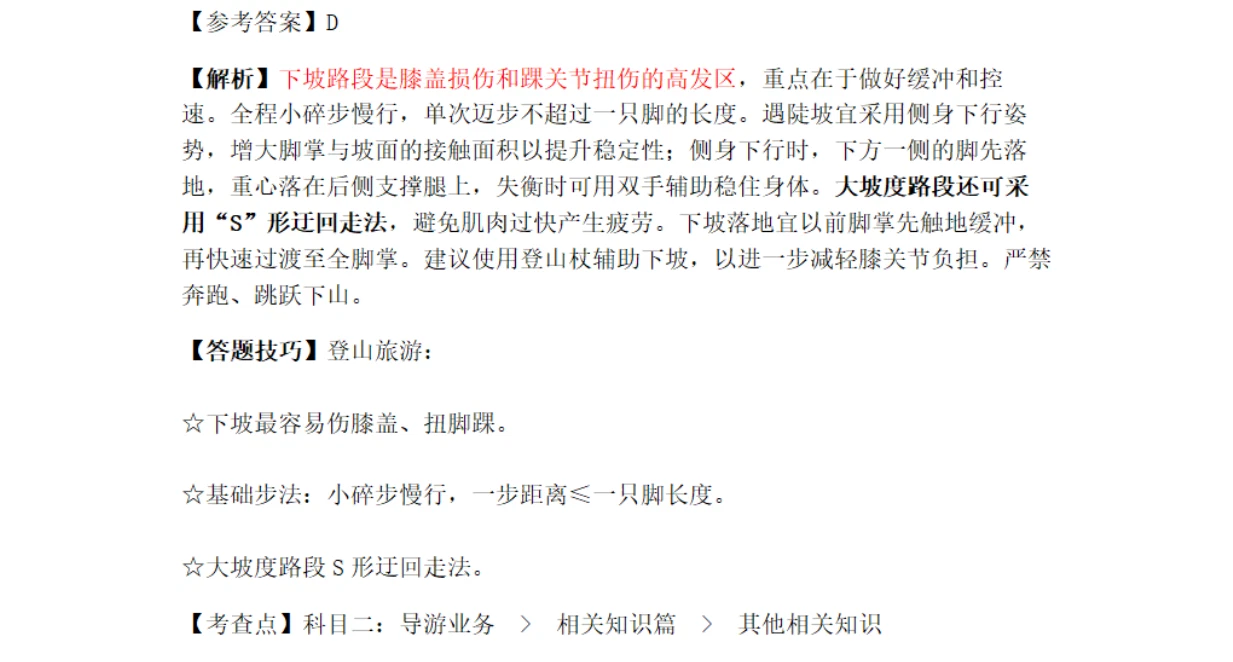 【参考答案】D
【解析】下坡路段是膝盖损伤和踝关节扭伤的高发区，重点在于做好缓冲和控
速。全程小碎步慢行，单次迈步不超过一只脚的长度。遇陡坡宜采用侧身下行姿
势，增大脚掌与坡面的接触面积以提升稳定性；侧身下行时，下方一侧的脚先落
地，重心落在后侧支撑腿上，失衡时可用双手辅助稳住身体。大坡度路段还可采
用“S”形迂回走法，避免肌肉过快产生疲劳。下坡落地宜以前脚掌先触地缓冲，
再快速过渡至全脚掌。建议使用登山杖辅助下坡，以进一步减轻膝关节负担。严禁
奔跑、跳跃下山。
【答题技巧】登山旅游：
☆下坡最容易伤膝盖、扭脚踝。
☆基础步法：小碎步慢行，一步距离≤一只脚长度。
☆大坡度路段 S 形迂回走法。
【考查点】科目二：导游业务 > 相关知识篇 > 其他相关知识